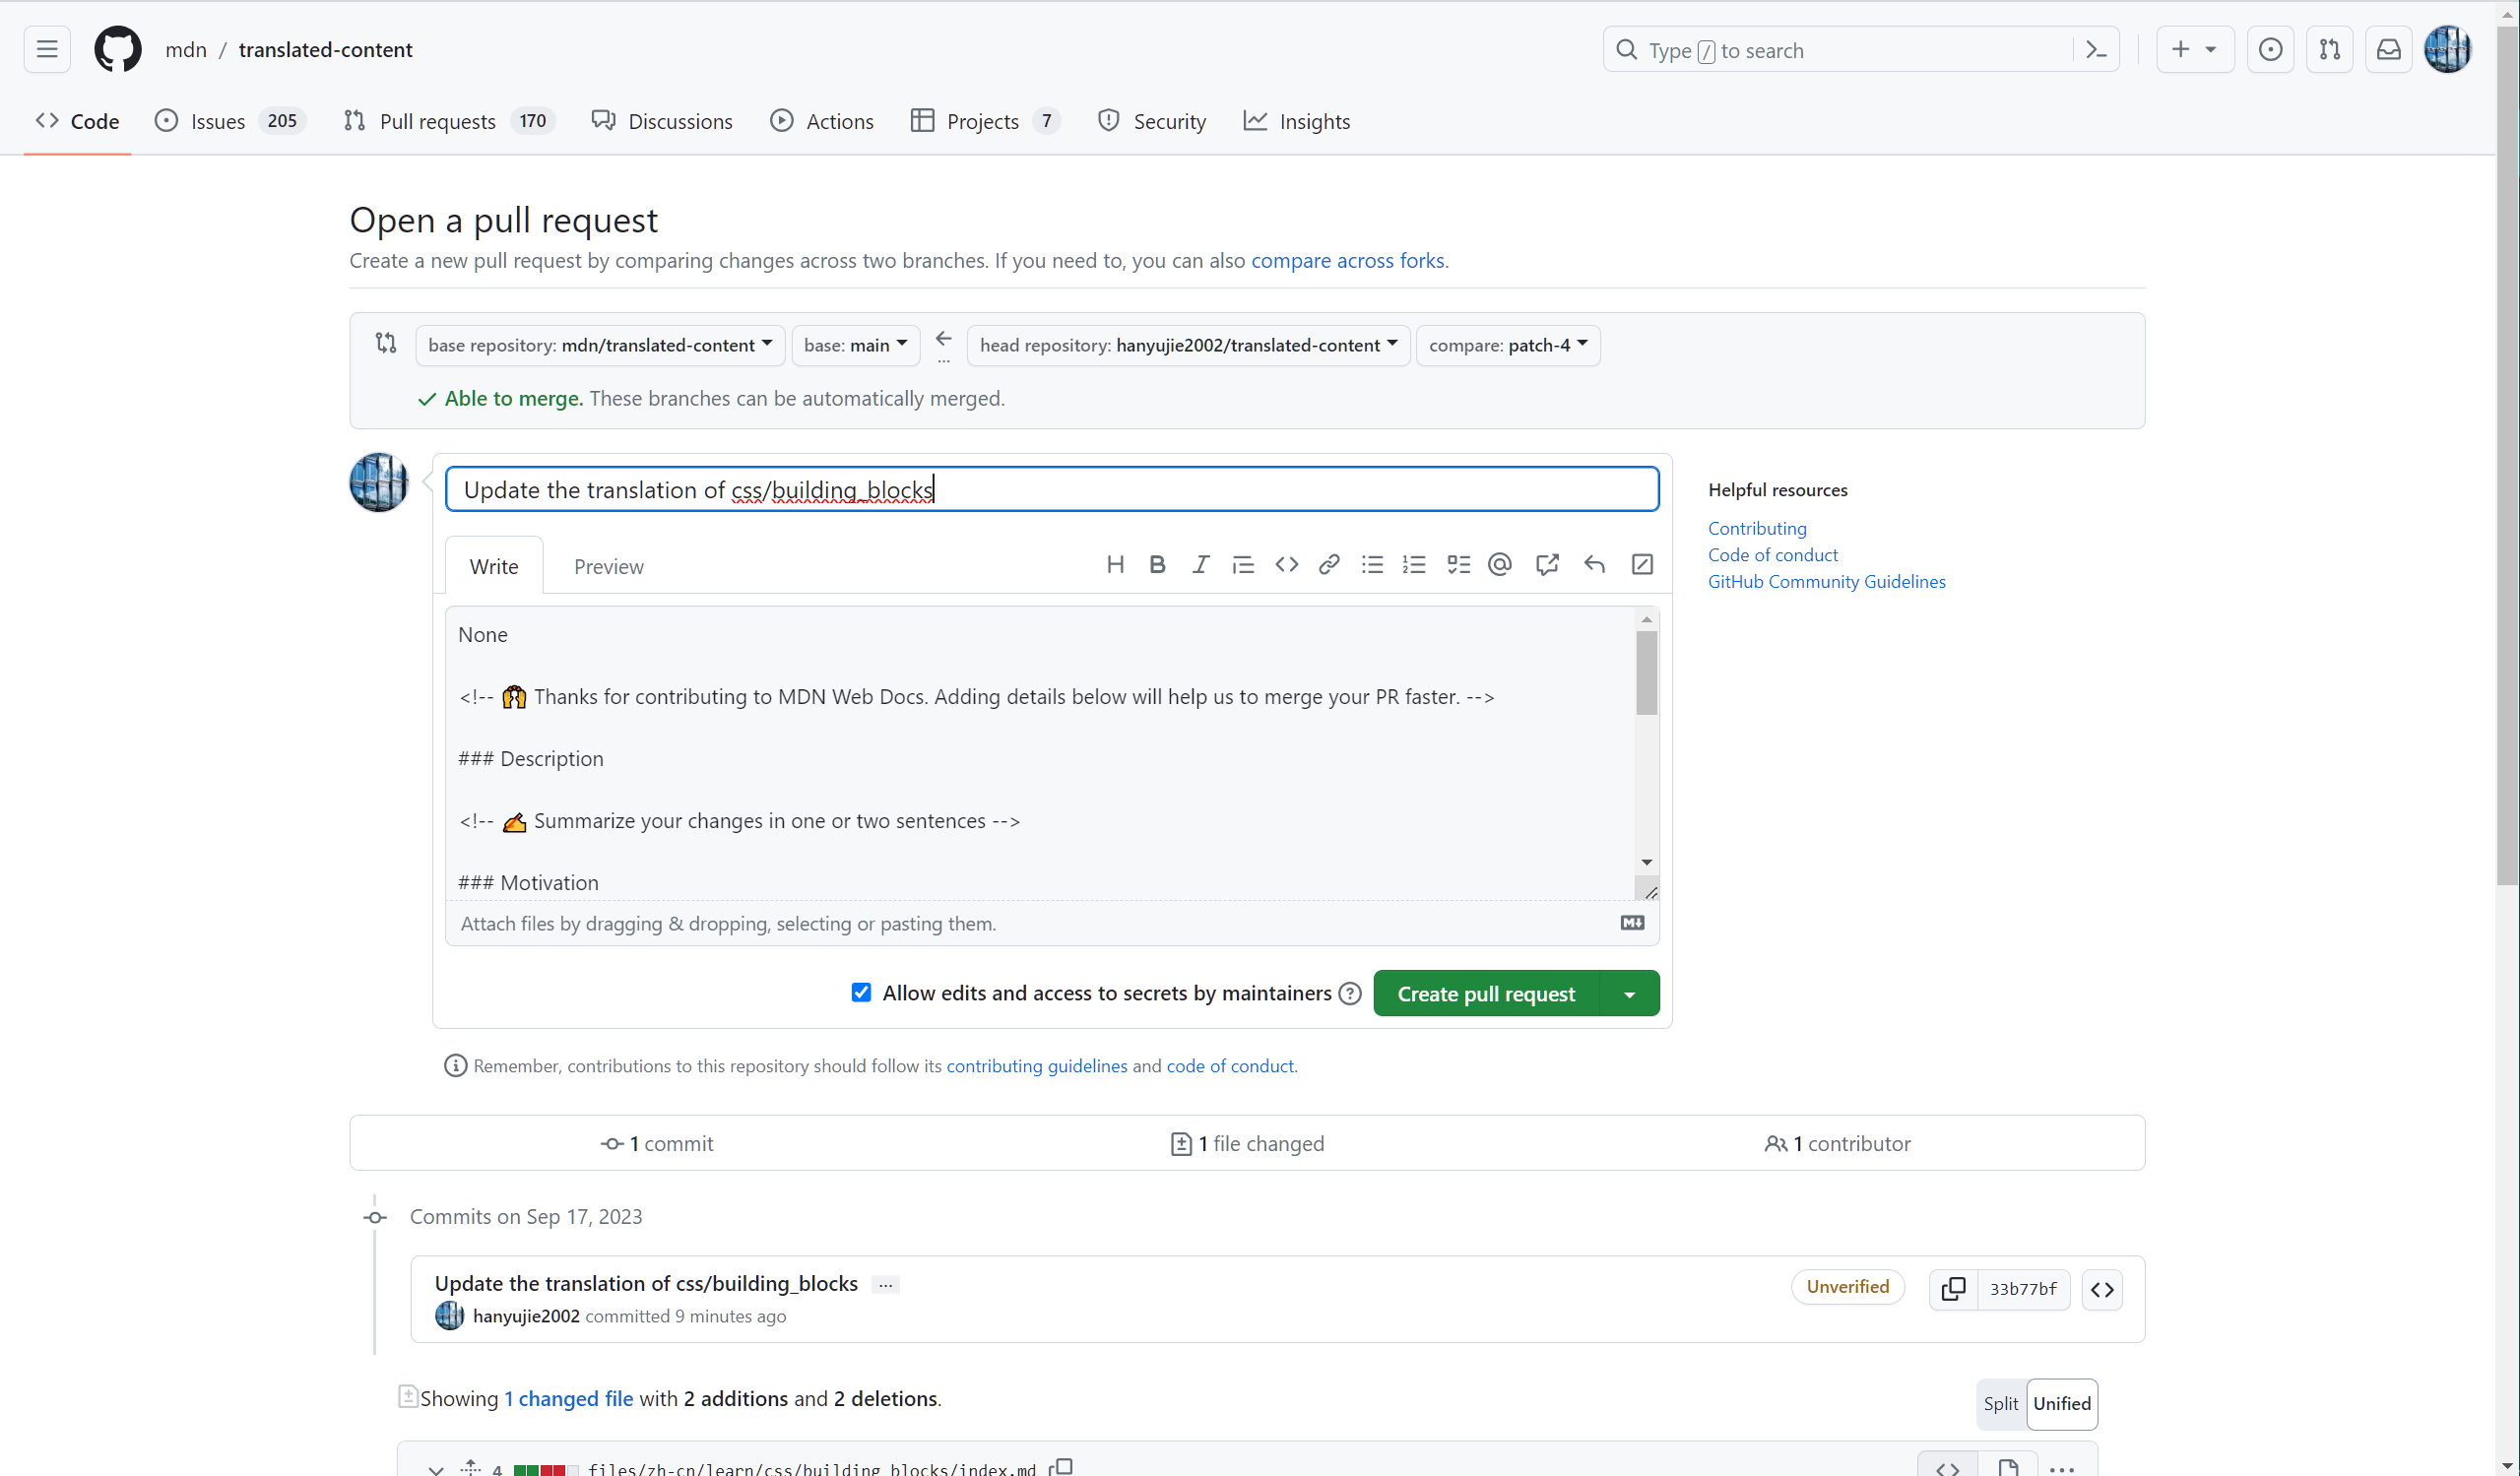 mdn / translated-content
Type / to search
Code
Issues 205
Pull requests 170
Discussions
Actions
Projects 7
Security
Insights
Open a pull request
Create a new pull request by comparing changes across two branches. If you need to, you can also compare across forks.
base repository: mdn/translated-content
base: main
...
head repository: hanyujie2002/translated-content
compare: patch-4
Able to merge. These branches can be automatically merged.
Update the translation of css/building_blocks
Write
Preview
None
<!-- 🙌 Thanks for contributing to MDN Web Docs. Adding details below will help us to merge your PR faster. -->
### Description
<!-- ✍️ Summarize your changes in one or two sentences -->
### Motivation
Attach files by dragging & dropping, selecting or pasting them.
Allow edits and access to secrets by maintainers
Create pull request
Remember, contributions to this repository should follow its contributing guidelines and code of conduct.
Helpful resources
Contributing
Code of conduct
GitHub Community Guidelines
1 commit
1 file changed
1 contributor
Commits on Sep 17, 2023
Update the translation of css/building_blocks ...
hanyujie2002 committed 9 minutes ago
Unverified
33b77bf
Showing 1 changed file with 2 additions and 2 deletions.
Split
Unified
4 files/zh-cn/learn/css/building_blocks/index.md